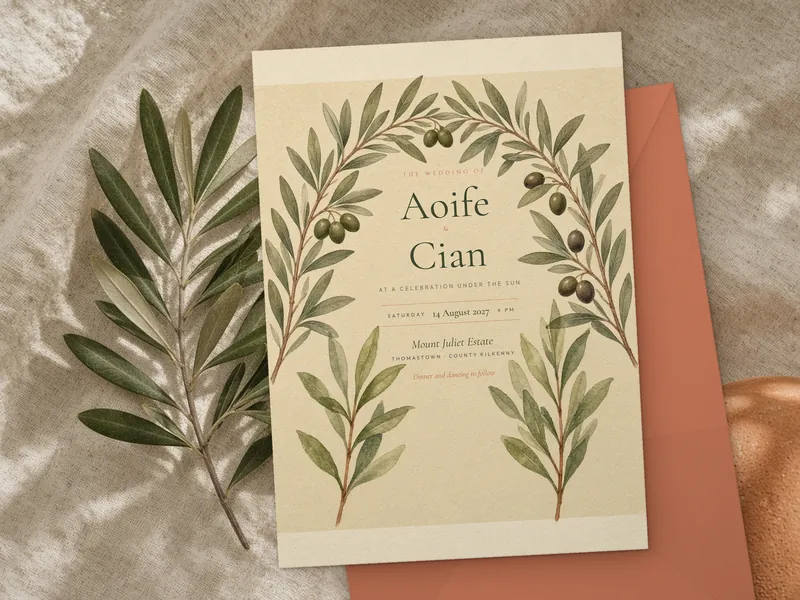 THE WEDDING OF
Aoife
&
Cian
AT A CELEBRATION UNDER THE SUN
SATURDAY 14 August 2027 4 PM
Mount Juliet Estate
THOMASTOWN · COUNTY KILKENNY
Dinner and dancing to follow